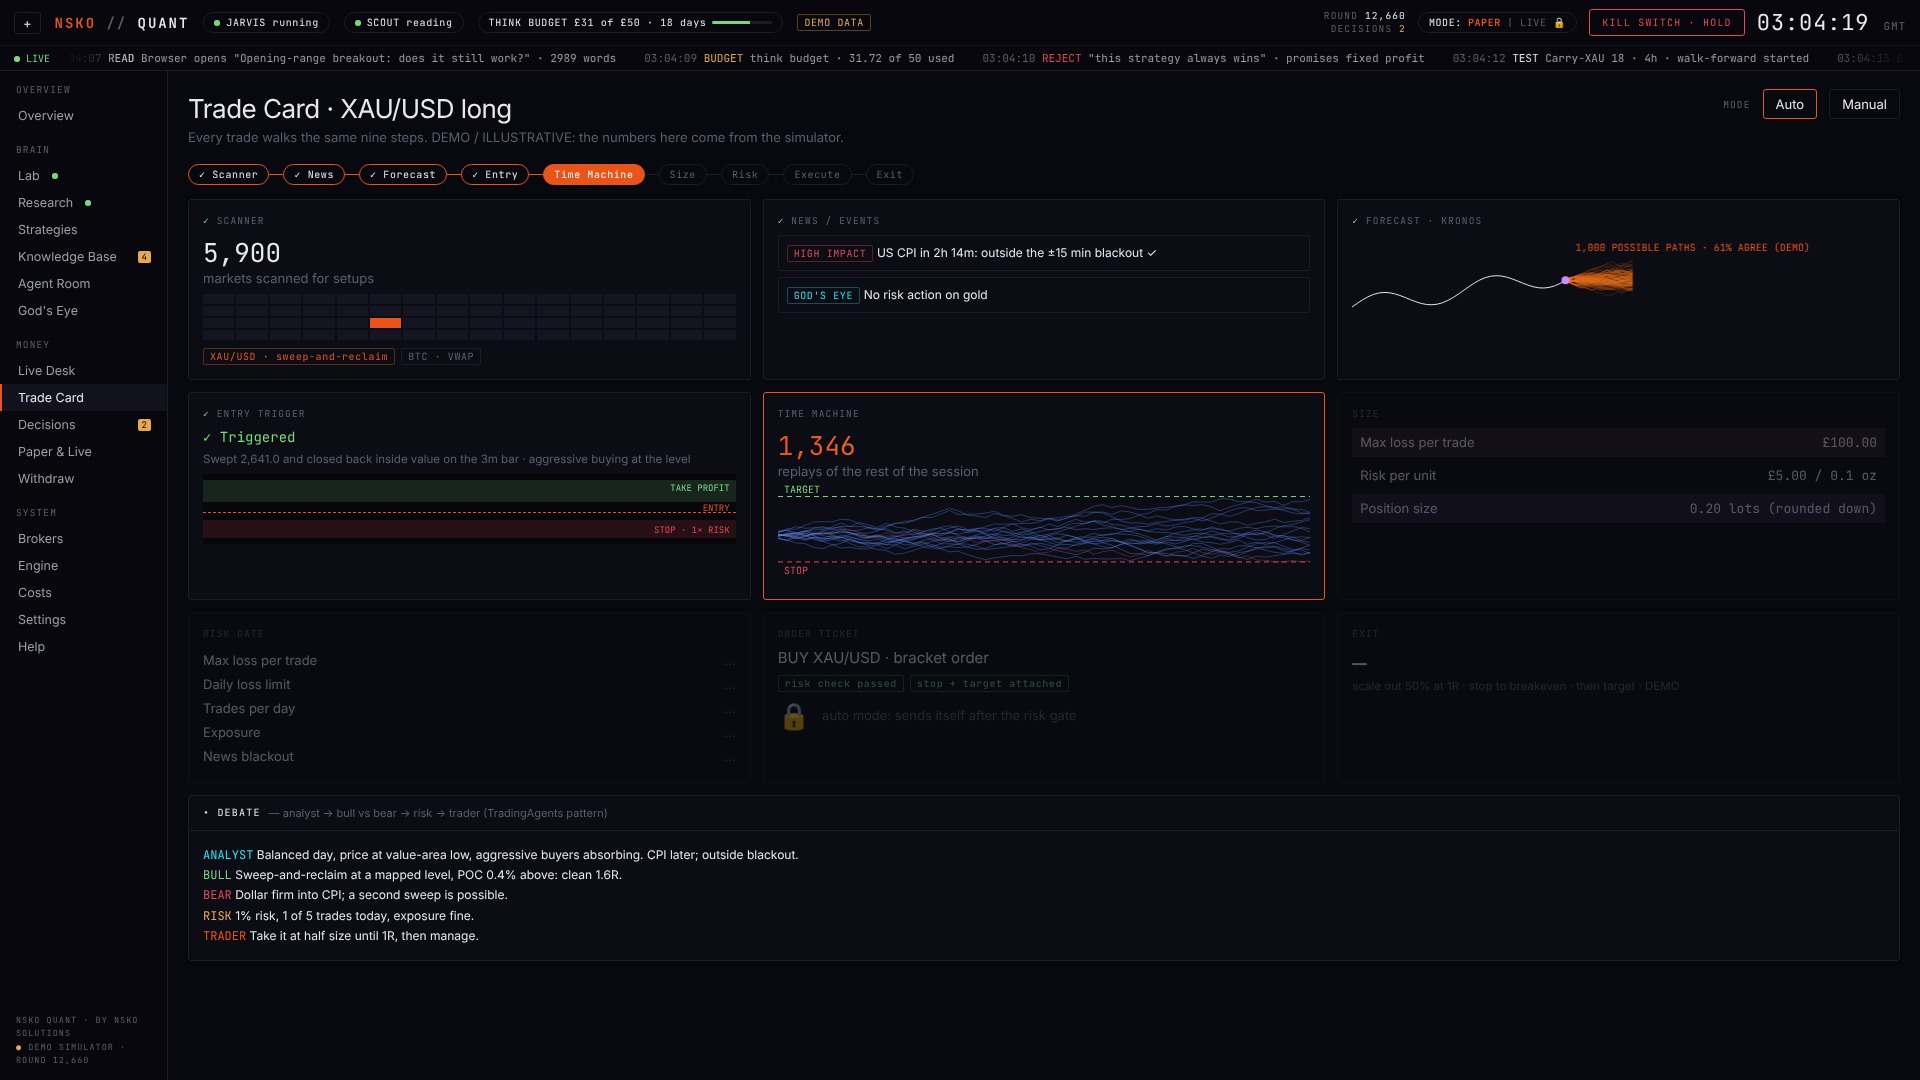 + NSKO // QUANT JARVIS running SCOUT reading THINK BUDGET £31 of £50 · 18 days DEMO DATA ROUND 12,660 DECISIONS 2 MODE: PAPER | LIVE 🔒 KILL SWITCH · HOLD 03:04:19 GMT
LIVE READ Browser opens "Opening-range breakout: does it still work?" · 2989 words 03:04:09 BUDGET think budget · 31.72 of 50 used 03:04:10 REJECT "this strategy always wins" · promises fixed profit 03:04:12 TEST Carry-XAU 18 · 4h · walk-forward started 03:04:13
OVERVIEW
Overview
BRAIN
Lab
Research
Strategies
Knowledge Base 4
Agent Room
God's Eye
MONEY
Live Desk
Trade Card
Decisions 2
Paper & Live
Withdraw
SYSTEM
Brokers
Engine
Costs
Settings
Help
NSKO QUANT · BY NSKO
SOLUTIONS
DEMO SIMULATOR ·
ROUND 12,660
Trade Card · XAU/USD long
MODE Auto Manual
Every trade walks the same nine steps. DEMO / ILLUSTRATIVE: the numbers here come from the simulator.
✓ Scanner ✓ News ✓ Forecast ✓ Entry Time Machine Size Risk Execute Exit
✓ SCANNER
5,900
markets scanned for setups
XAU/USD · sweep-and-reclaim BTC · VWAP
✓ NEWS / EVENTS
HIGH IMPACT US CPI in 2h 14m: outside the ±15 min blackout ✓
GOD'S EYE No risk action on gold
✓ FORECAST · KRONOS
1,000 POSSIBLE PATHS · 61% AGREE (DEMO)
✓ ENTRY TRIGGER
✓ Triggered
Swept 2,641.0 and closed back inside value on the 3m bar · aggressive buying at the level
TAKE PROFIT
ENTRY
STOP · 1× RISK
TIME MACHINE
1,346
replays of the rest of the session
TARGET
STOP
SIZE
Max loss per trade £100.00
Risk per unit £5.00 / 0.1 oz
Position size 0.20 lots (rounded down)
RISK GATE
Max loss per trade …
Daily loss limit …
Trades per day …
Exposure …
News blackout …
ORDER TICKET
BUY XAU/USD · bracket order
risk check passed stop + target attached
🔒 auto mode: sends itself after the risk gate
EXIT
—
scale out 50% at 1R · stop to breakeven · then target · DEMO
• DEBATE — analyst → bull vs bear → risk → trader (TradingAgents pattern)
ANALYST Balanced day, price at value-area low, aggressive buyers absorbing. CPI later; outside blackout.
BULL Sweep-and-reclaim at a mapped level, POC 0.4% above: clean 1.6R.
BEAR Dollar firm into CPI; a second sweep is possible.
RISK 1% risk, 1 of 5 trades today, exposure fine.
TRADER Take it at half size until 1R, then manage.